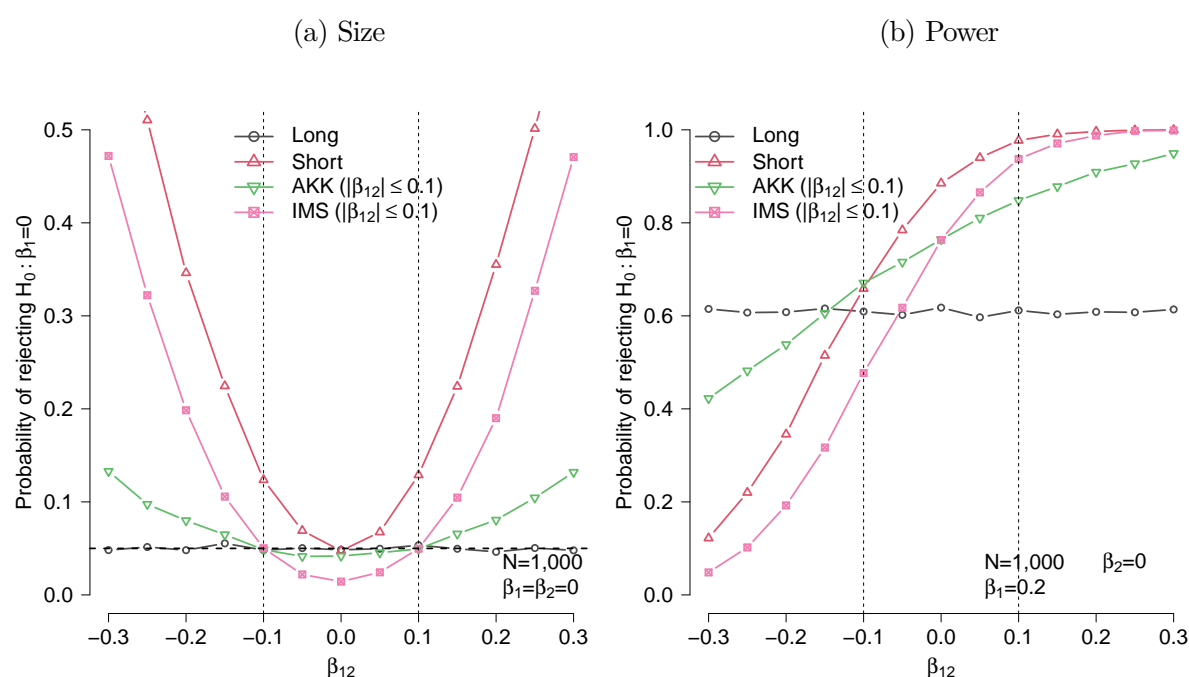 (a) Size
(b) Power
Probability of rejecting H₀ : β₁=0
0.5
0.4
0.3
0.2
0.1
0.0
Long
Short
AKK (|β₁₂| ≤ 0.1)
IMS (|β₁₂| ≤ 0.1)
N=1,000
β₁=β₂=0
−0.3 −0.2 −0.1 0.0 0.1 0.2 0.3
β₁₂
Probability of rejecting H₀ : β₁=0
1.0
0.8
0.6
0.4
0.2
0.0
Long
Short
AKK (|β₁₂| ≤ 0.1)
IMS (|β₁₂| ≤ 0.1)
N=1,000 β₂=0
β₁=0.2
−0.3 −0.2 −0.1 0.0 0.1 0.2 0.3
β₁₂